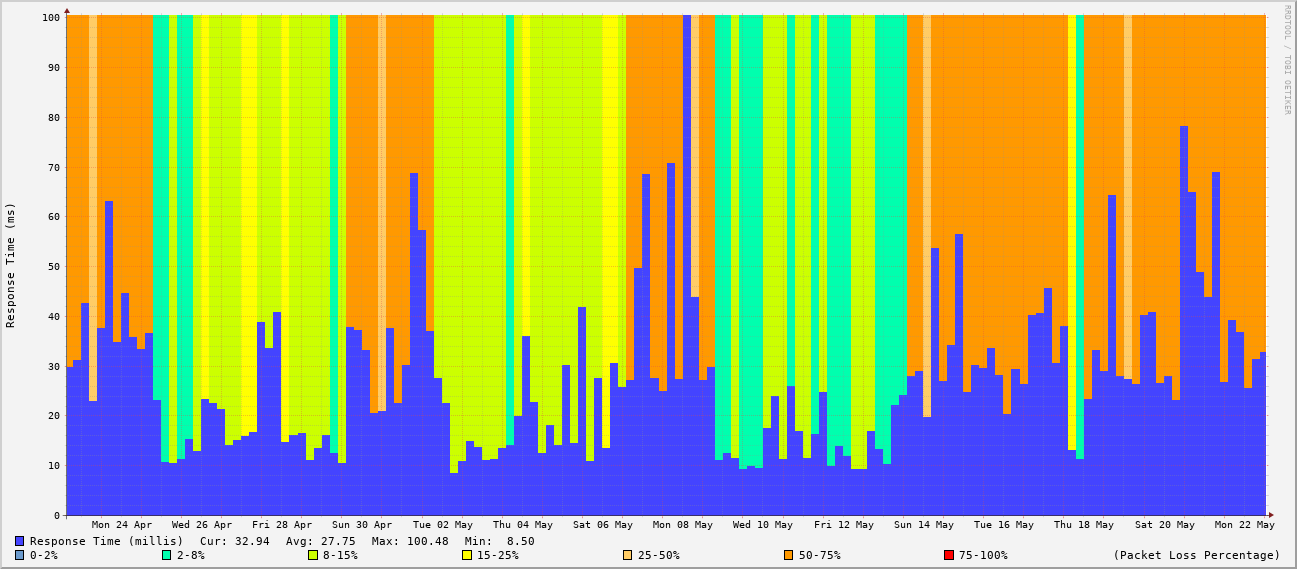 RRDTOOL / TOBI OETIKER
Response Time (ms)
100
90
80
70
60
50
40
30
20
10
0
Mon 24 Apr Wed 26 Apr Fri 28 Apr Sun 30 Apr Tue 02 May Thu 04 May Sat 06 May Mon 08 May Wed 10 May Fri 12 May Sun 14 May Tue 16 May Thu 18 May Sat 20 May Mon 22 May
Response Time (millis) Cur: 32.94 Avg: 27.75 Max: 100.48 Min: 8.50
0-2% 2-8% 8-15% 15-25% 25-50% 50-75% 75-100% (Packet Loss Percentage)